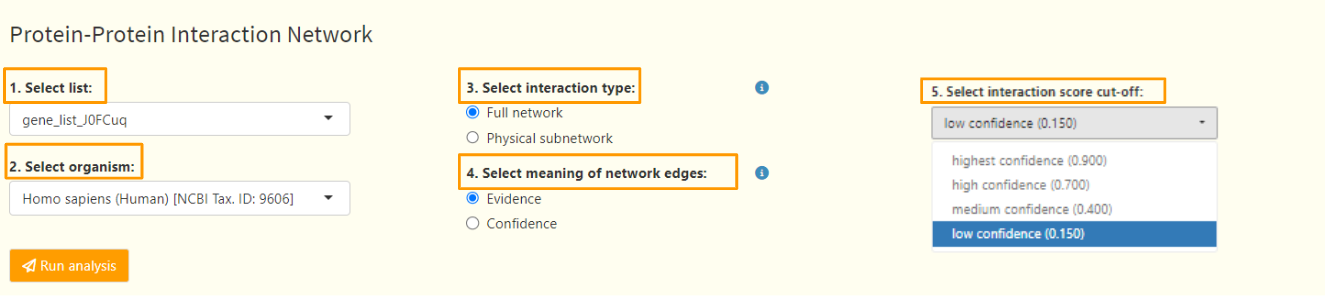 Protein-Protein Interaction Network
1. Select list:
gene_list_J0FCuq
2. Select organism:
Homo sapiens (Human) [NCBI Tax. ID: 9606]
Run analysis
3. Select interaction type:
Full network
Physical subnetwork
4. Select meaning of network edges:
Evidence
Confidence
5. Select interaction score cut-off:
low confidence (0.150)
highest confidence (0.900)
high confidence (0.700)
medium confidence (0.400)
low confidence (0.150)